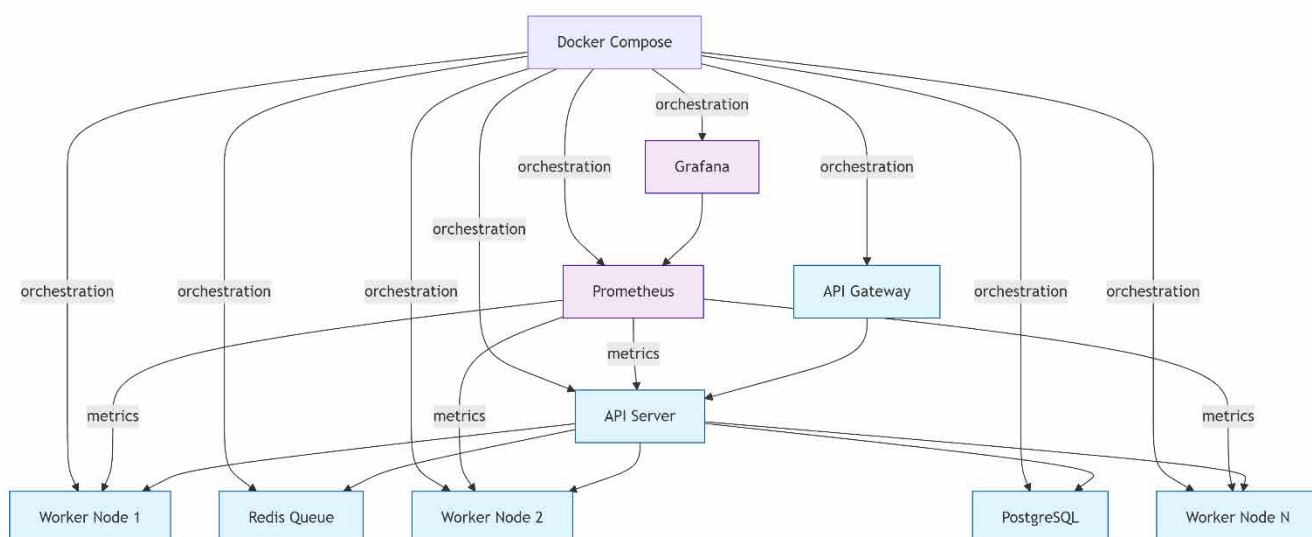 Docker Compose
orchestration
Grafana
orchestration
orchestration
orchestration
Prometheus
API Gateway
orchestration
orchestration
orchestration
orchestration
orchestration
metrics
API Server
metrics
metrics
metrics
Worker Node 1
Redis Queue
Worker Node 2
PostgreSQL
Worker Node N